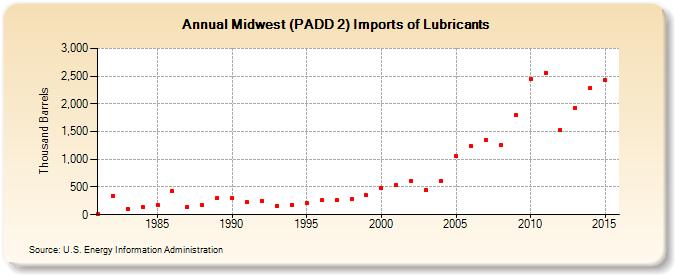 Annual Midwest (PADD 2) Imports of Lubricants
Thousand Barrels
3,000
2,500
2,000
1,500
1,000
500
0
1985 1990 1995 2000 2005 2010 2015
Source: U.S. Energy Information Administration